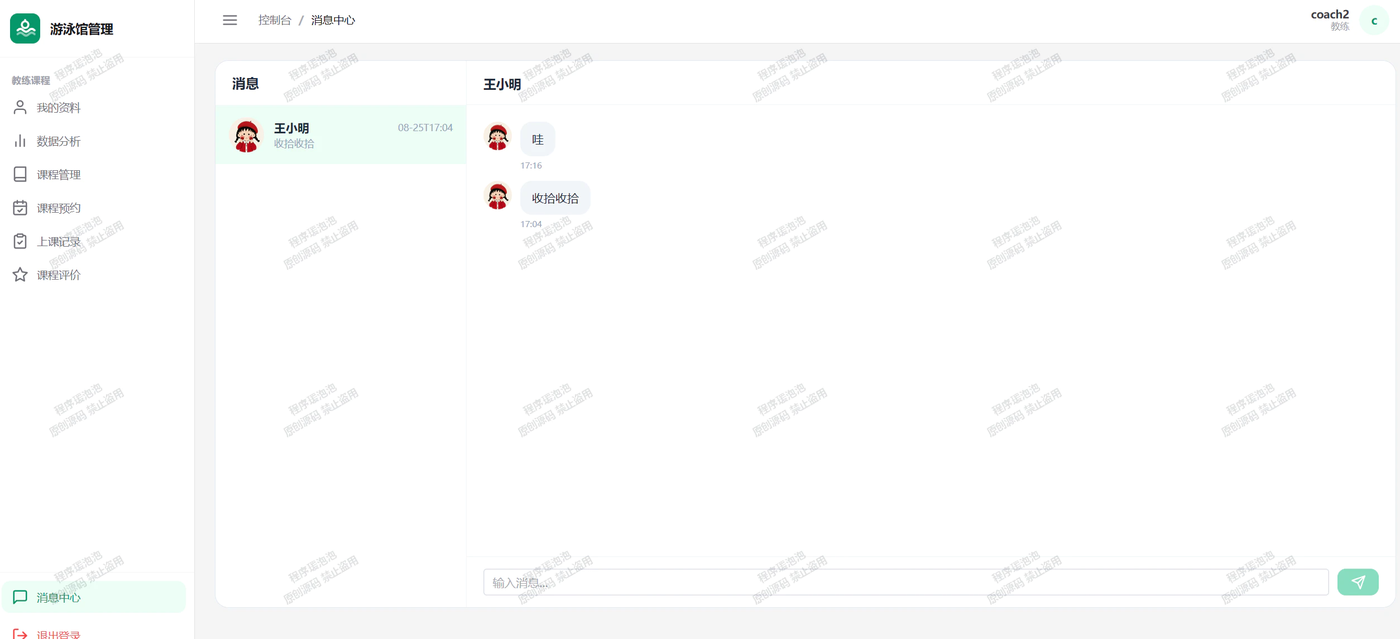 游泳馆管理
教练课程
我的资料
数据分析
课程管理
课程预约
上课记录
课程评价
消息中心
退出登录
控制台 / 消息中心
coach2
教练
c
消息
王小明
08-25T17:04
收拾收拾
王小明
哇
17:16
收拾收拾
17:04
输入消息...
程序猿泡泡
原创源码 禁止盗用